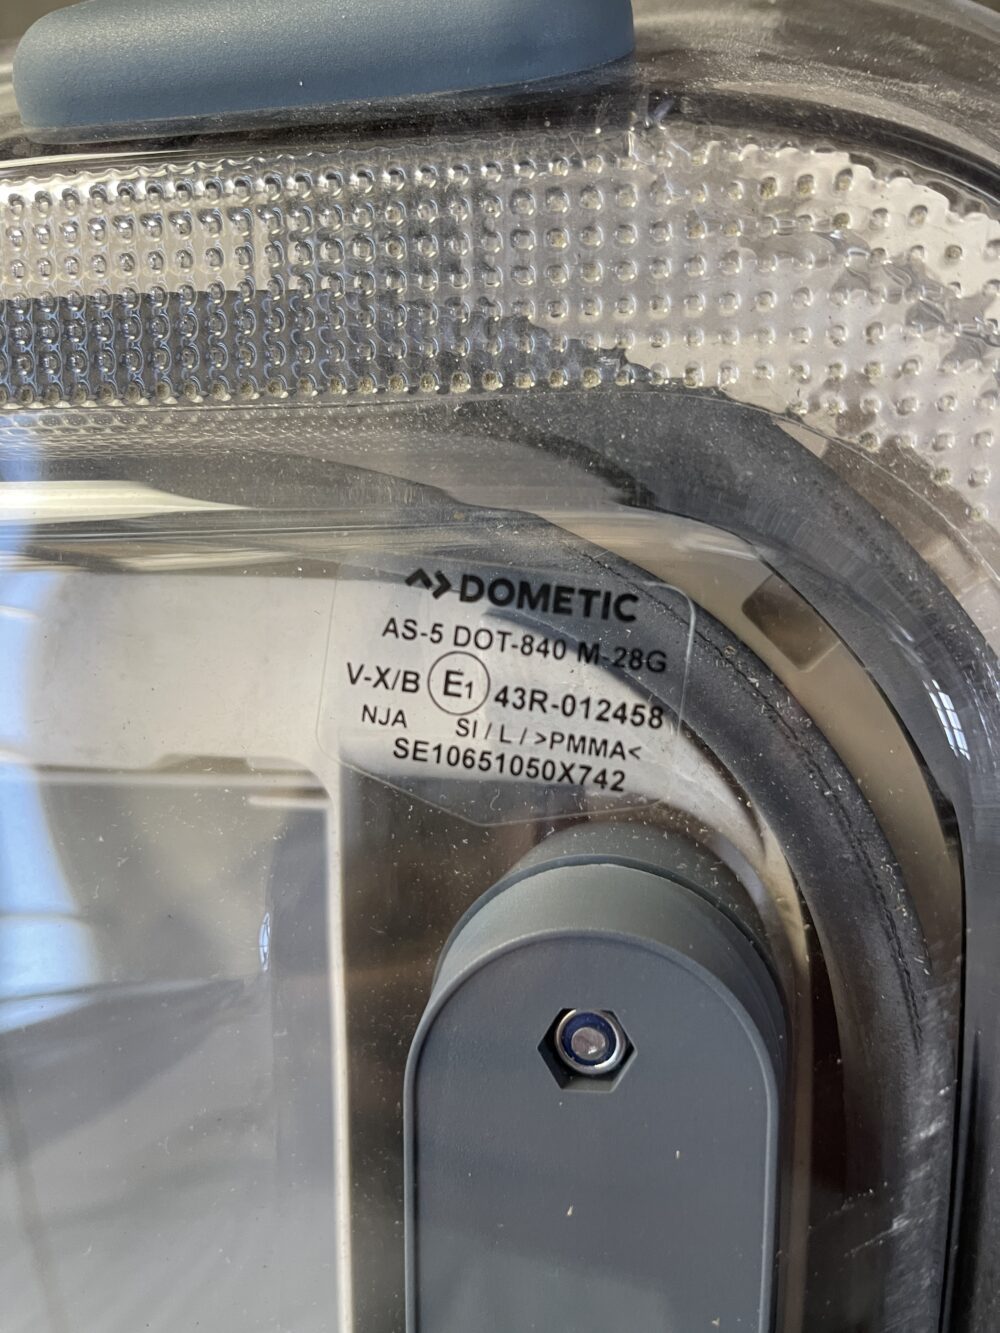 DOMETIC
AS-5 DOT-840 M-28G
V-X/B E1 43R-012458
NJA SI / L / >PMMA<
SE10651050X742